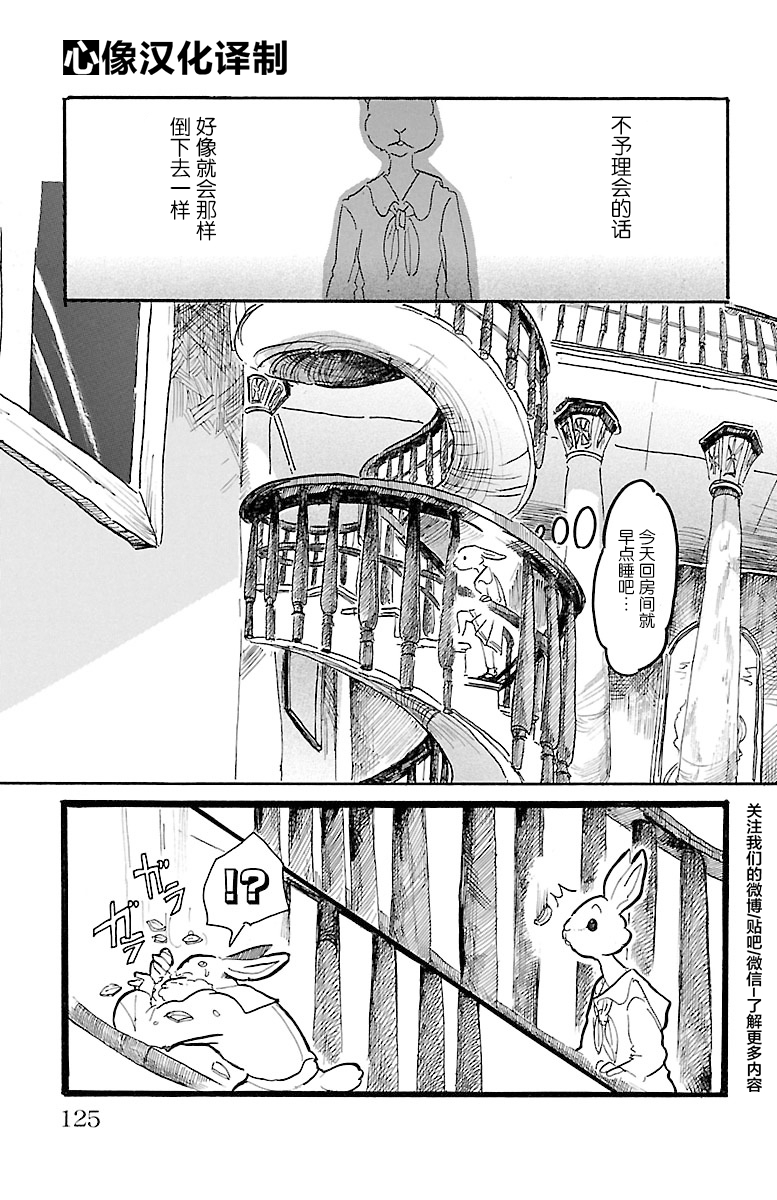 心像汉化译制
不予理会的话
好像就会那样
倒下去一样
今天回房间就
早点睡吧…
!?
ガラ
ガラ
关注我们的微博/贴吧/微信-了解更多内容
125